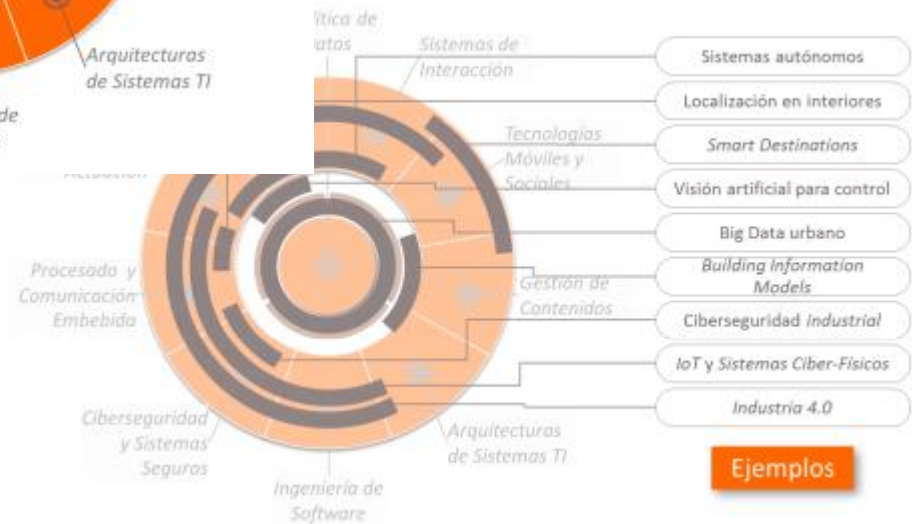 Arquitecturas
de Sistemas TI
de
Sistemas de
Interacción
Tecnologías
Móviles y
Sociales
Gestión de
Contenidos
Arquitecturas
de Sistemas TI
Ingeniería de
Software
Ciberseguridad
y Sistemas
Seguros
Procesado y
Comunicación
Embebida
Sistemas autónomos
Localización en interiores
Smart Destinations
Visión artificial para control
Big Data urbano
Building Information
Models
Ciberseguridad Industrial
IoT y Sistemas Ciber-Físicos
Industria 4.0
Ejemplos